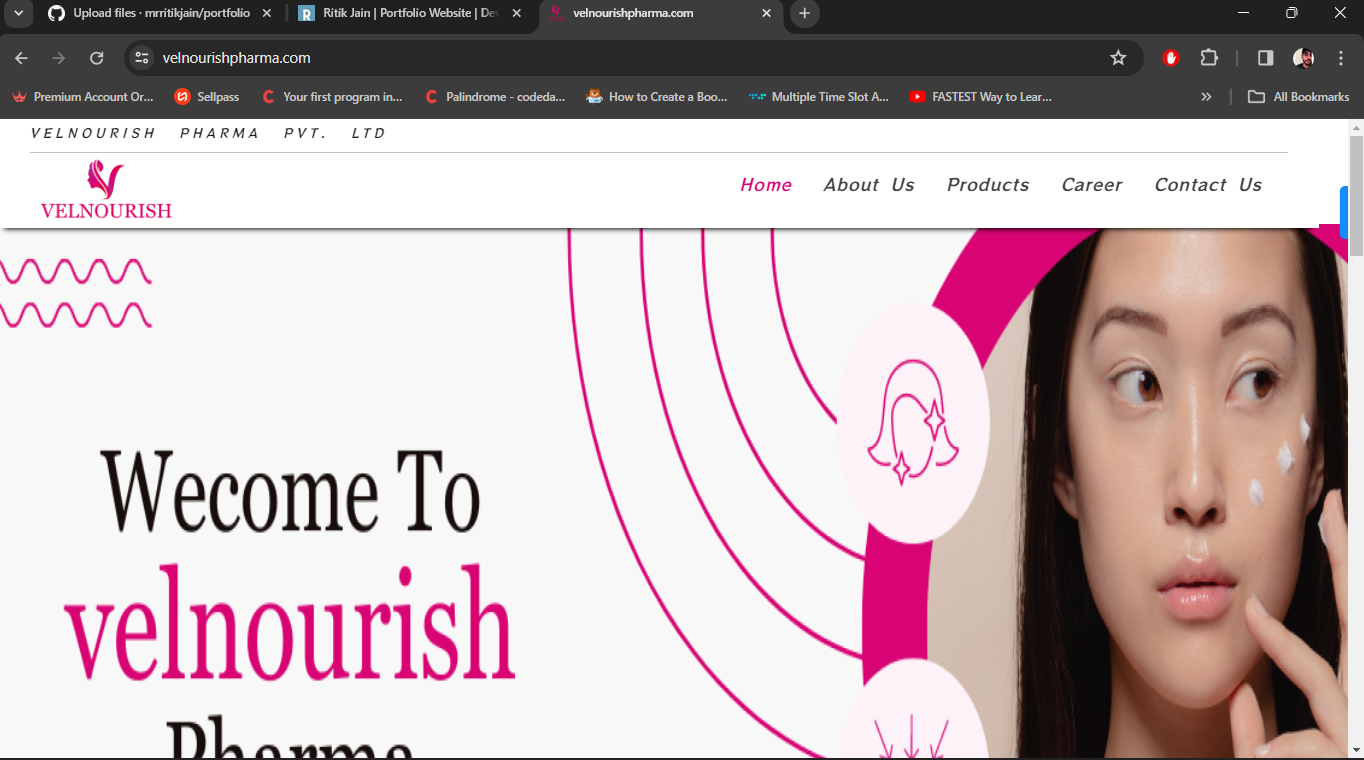 Upload files · mrritikjain/portfolio
Ritik Jain | Portfolio Website | De
velnourishpharma.com
velnourishpharma.com
Premium Account Or...
Sellpass
Your first program in...
Palindrome - codeda...
How to Create a Boo...
Multiple Time Slot A...
FASTEST Way to Lear...
All Bookmarks
VELNOURISH PHARMA PVT. LTD
VELNOURISH
Home
About Us
Products
Career
Contact Us
Wecome To
velnourish
Pharma